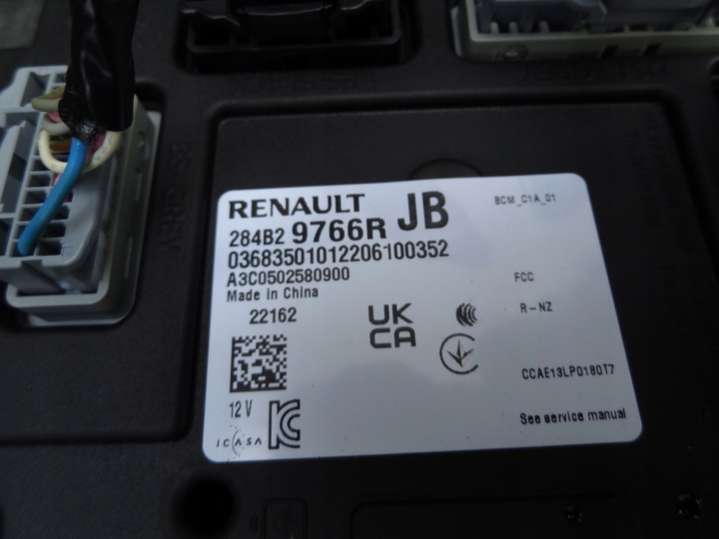 RENAULT JB
BCM_C1A_01
284B2 9766R
03683501012206100352
A3C0502580900
Made in China
FCC
22162
UK
CA
R-NZ
CCAE13LP0180T7
12 V
ICASA
See service manual